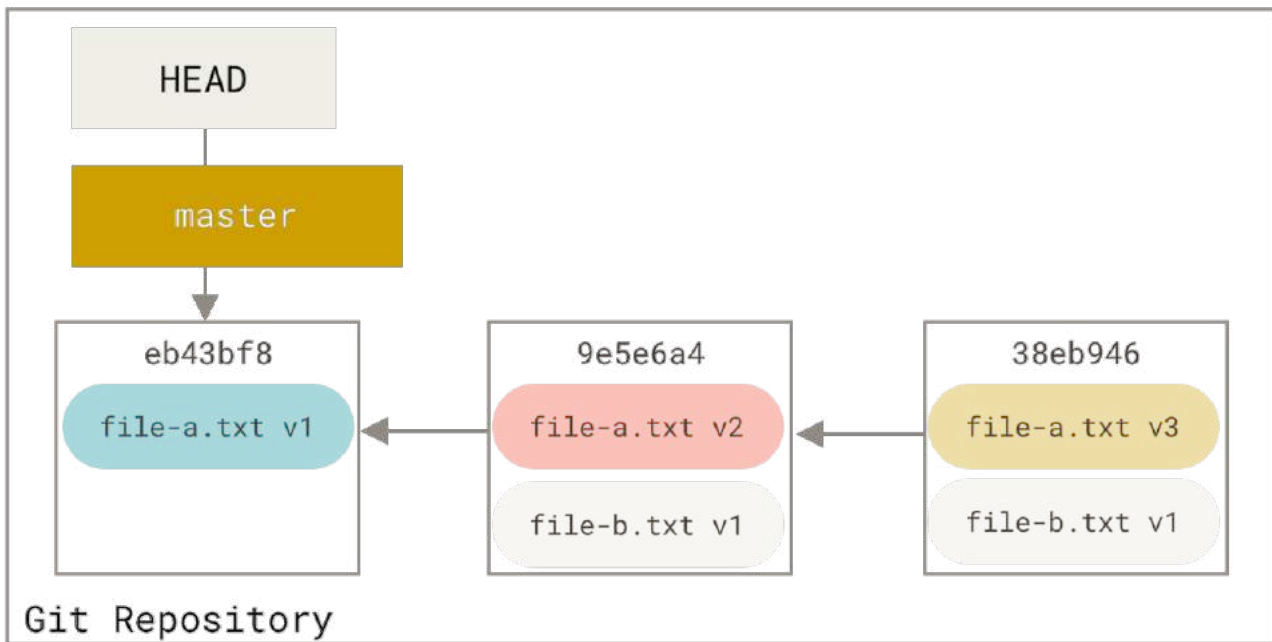 HEAD
master
eb43bf8
file-a.txt v1
9e5e6a4
file-a.txt v2
file-b.txt v1
38eb946
file-a.txt v3
file-b.txt v1
Git Repository